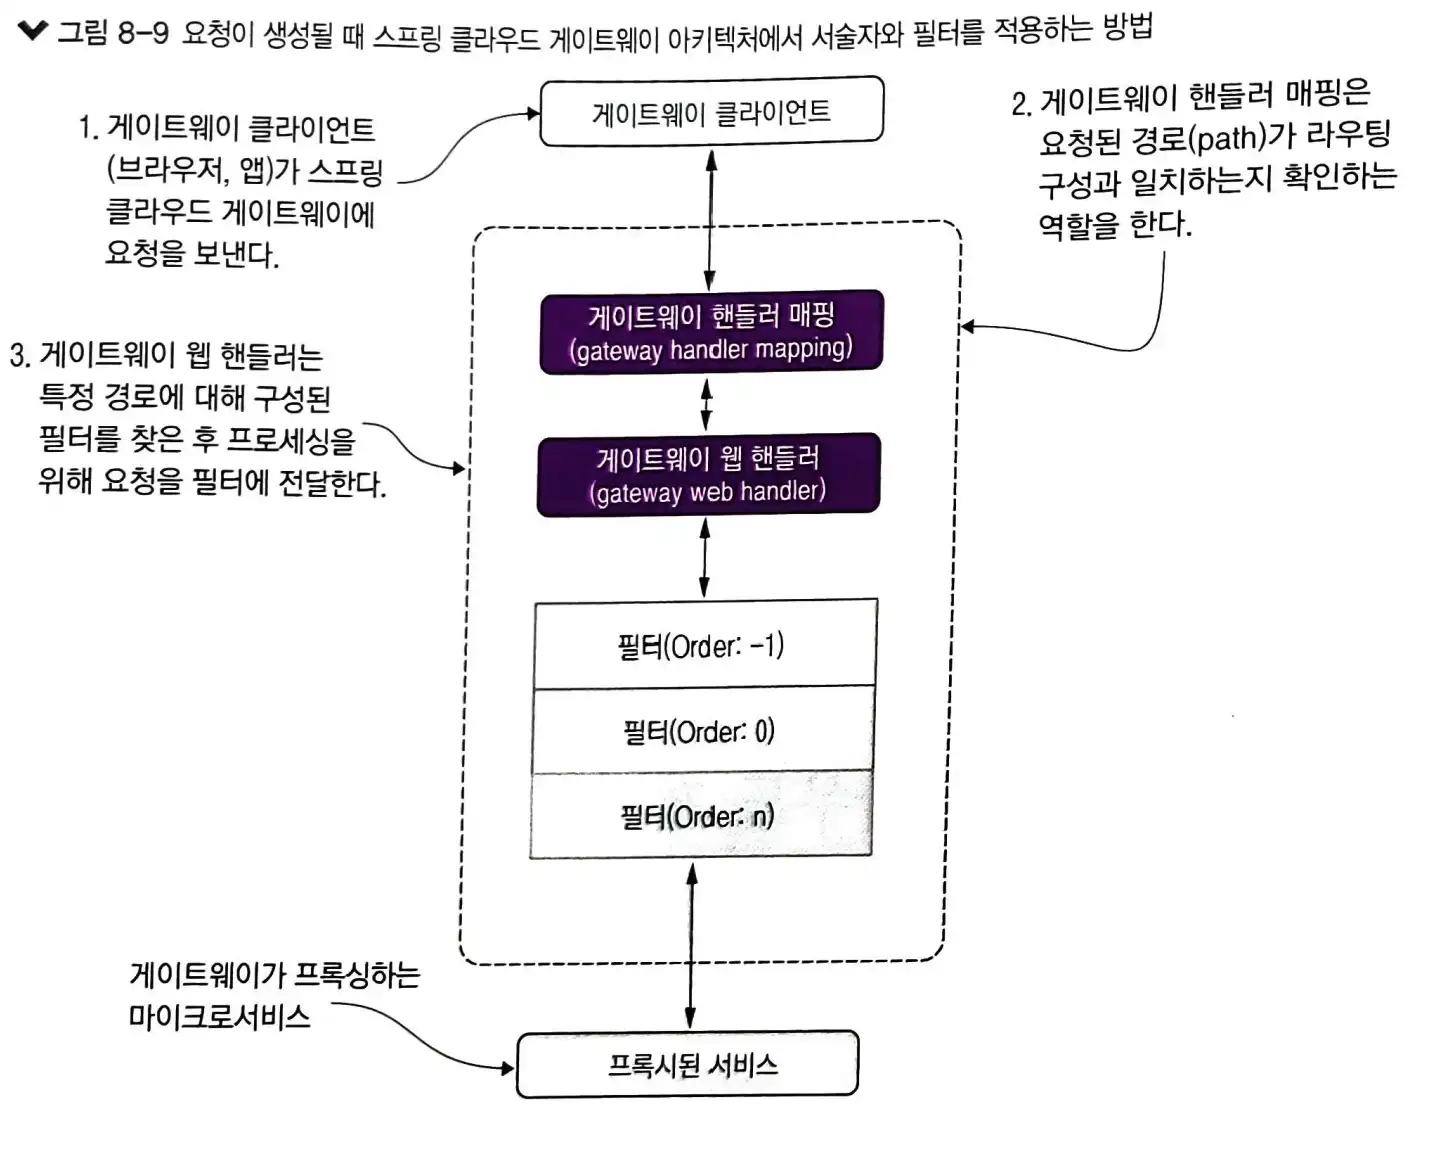 그림 8-9 요청이 생성될 때 스프링 클라우드 게이트웨이 아키텍처에서 서술자와 필터를 적용하는 방법
게이트웨이 클라이언트
1. 게이트웨이 클라이언트
(브라우저, 앱)가 스프링
클라우드 게이트웨이에
요청을 보낸다.
2. 게이트웨이 핸들러 매핑은
요청된 경로(path)가 라우팅
구성과 일치하는지 확인하는
역할을 한다.
게이트웨이 핸들러 매핑
(gateway handler mapping)
3. 게이트웨이 웹 핸들러는
특정 경로에 대해 구성된
필터를 찾은 후 프로세싱을
위해 요청을 필터에 전달한다.
게이트웨이 웹 핸들러
(gateway web handler)
필터(Order: -1)
필터(Order: 0)
필터(Order: n)
게이트웨이가 프록싱하는
마이크로서비스
프록시된 서비스